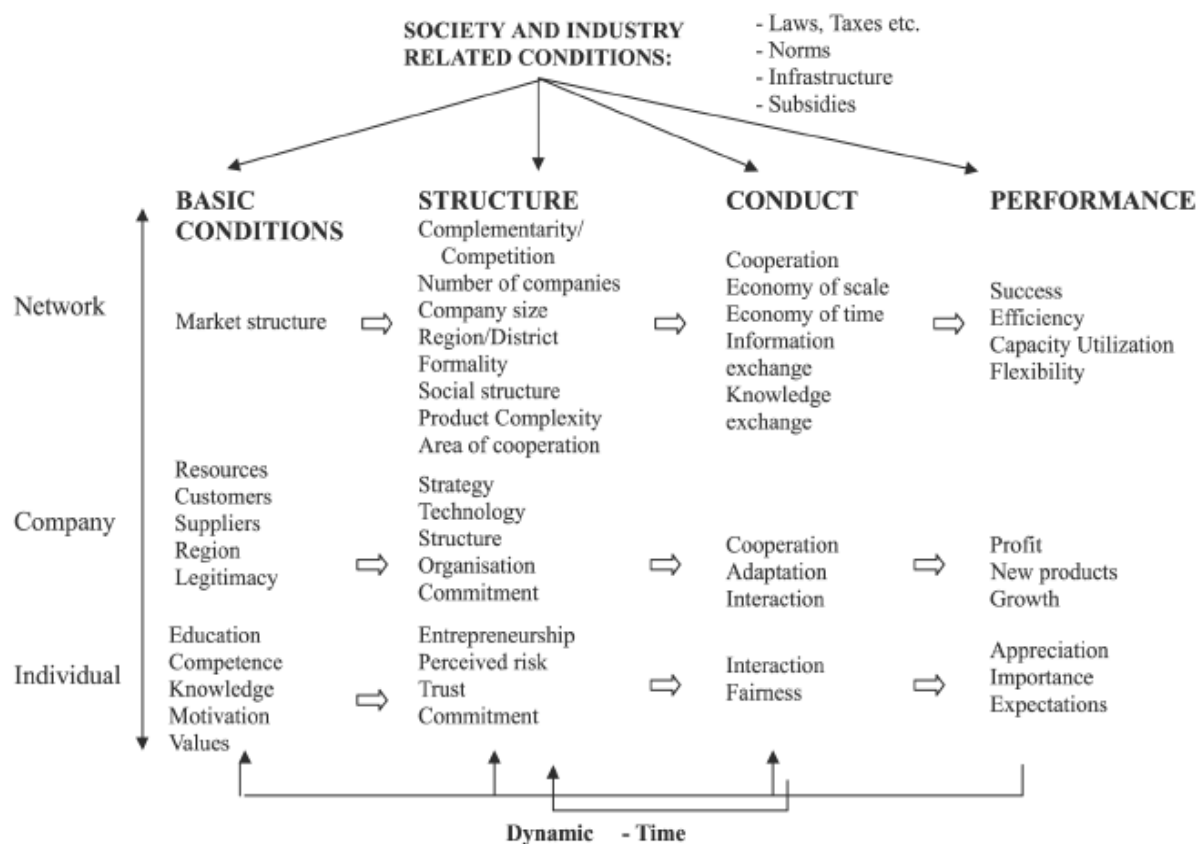 SOCIETY AND INDUSTRY
RELATED CONDITIONS:
- Laws, Taxes etc.
- Norms
- Infrastructure
- Subsidies
BASIC
CONDITIONS
STRUCTURE
CONDUCT
PERFORMANCE
Network
Market structure
Complementarity/
Competition
Number of companies
Company size
Region/District
Formality
Social structure
Product Complexity
Area of cooperation
Cooperation
Economy of scale
Economy of time
Information
exchange
Knowledge
exchange
Success
Efficiency
Capacity Utilization
Flexibility
Company
Resources
Customers
Suppliers
Region
Legitimacy
Strategy
Technology
Structure
Organisation
Commitment
Cooperation
Adaptation
Interaction
Profit
New products
Growth
Individual
Education
Competence
Knowledge
Motivation
Values
Entrepreneurship
Perceived risk
Trust
Commitment
Interaction
Fairness
Appreciation
Importance
Expectations
Dynamic - Time